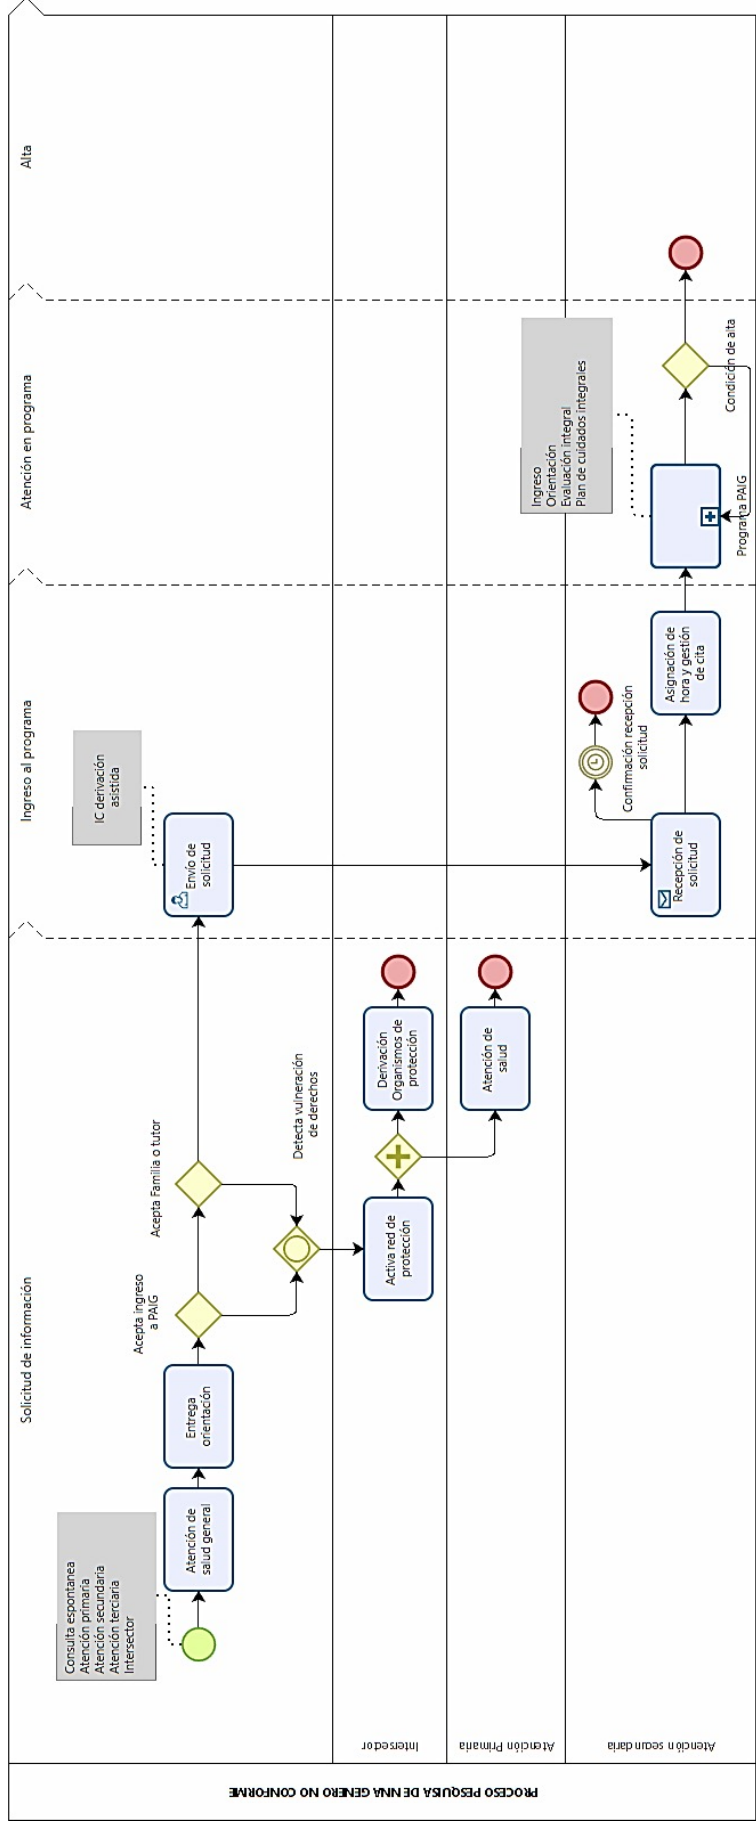 PROCESO PESQUISA DE NNA GENERO NO CONFORME
Solicitud de información
Ingreso al programa
Atención en programa
Alta
Consulta espontanea
Atención primaria
Atención secundaria
Atención terciaria
Intersector
Atención de
salud general
Entrega
orientación
Acepta ingreso
a PAIG
Acepta Familia o tutor
Detecta vulneración
de derechos
IC derivación
asistida
Envío de
solicitud
Intersector
Activa red de
protección
Derivación
Organismos de
protección
Atención Primaria
Atención de
salud
Atención secundaria
Recepción de
solicitud
Confirmación recepción
solicitud
Asignación de
hora y gestión
de cita
Ingreso
Orientación
Evaluación integral
Plan de cuidados integrales
Programa PAIG
Condición de alta